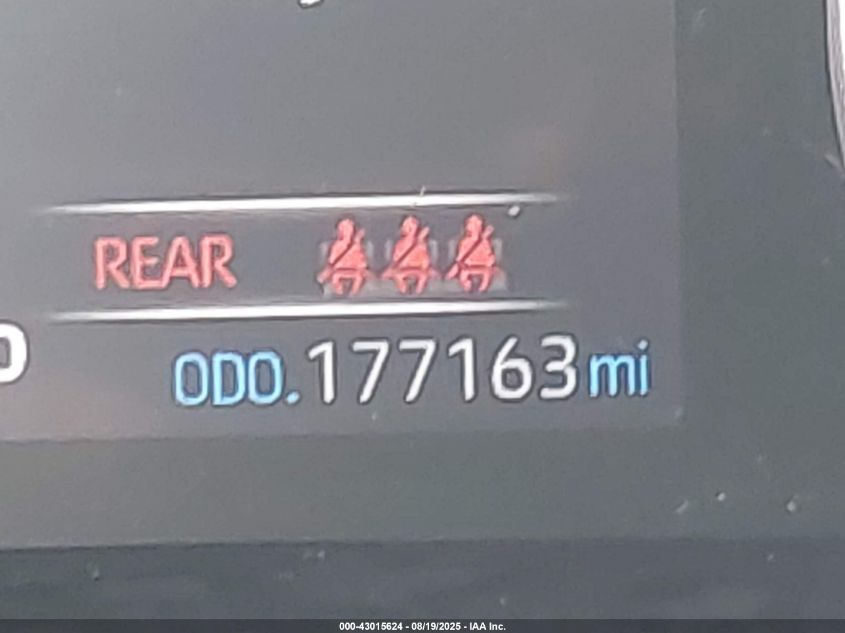 REAR
ODO.177163mi
000-43015624 - 08/19/2025 - IAA Inc.